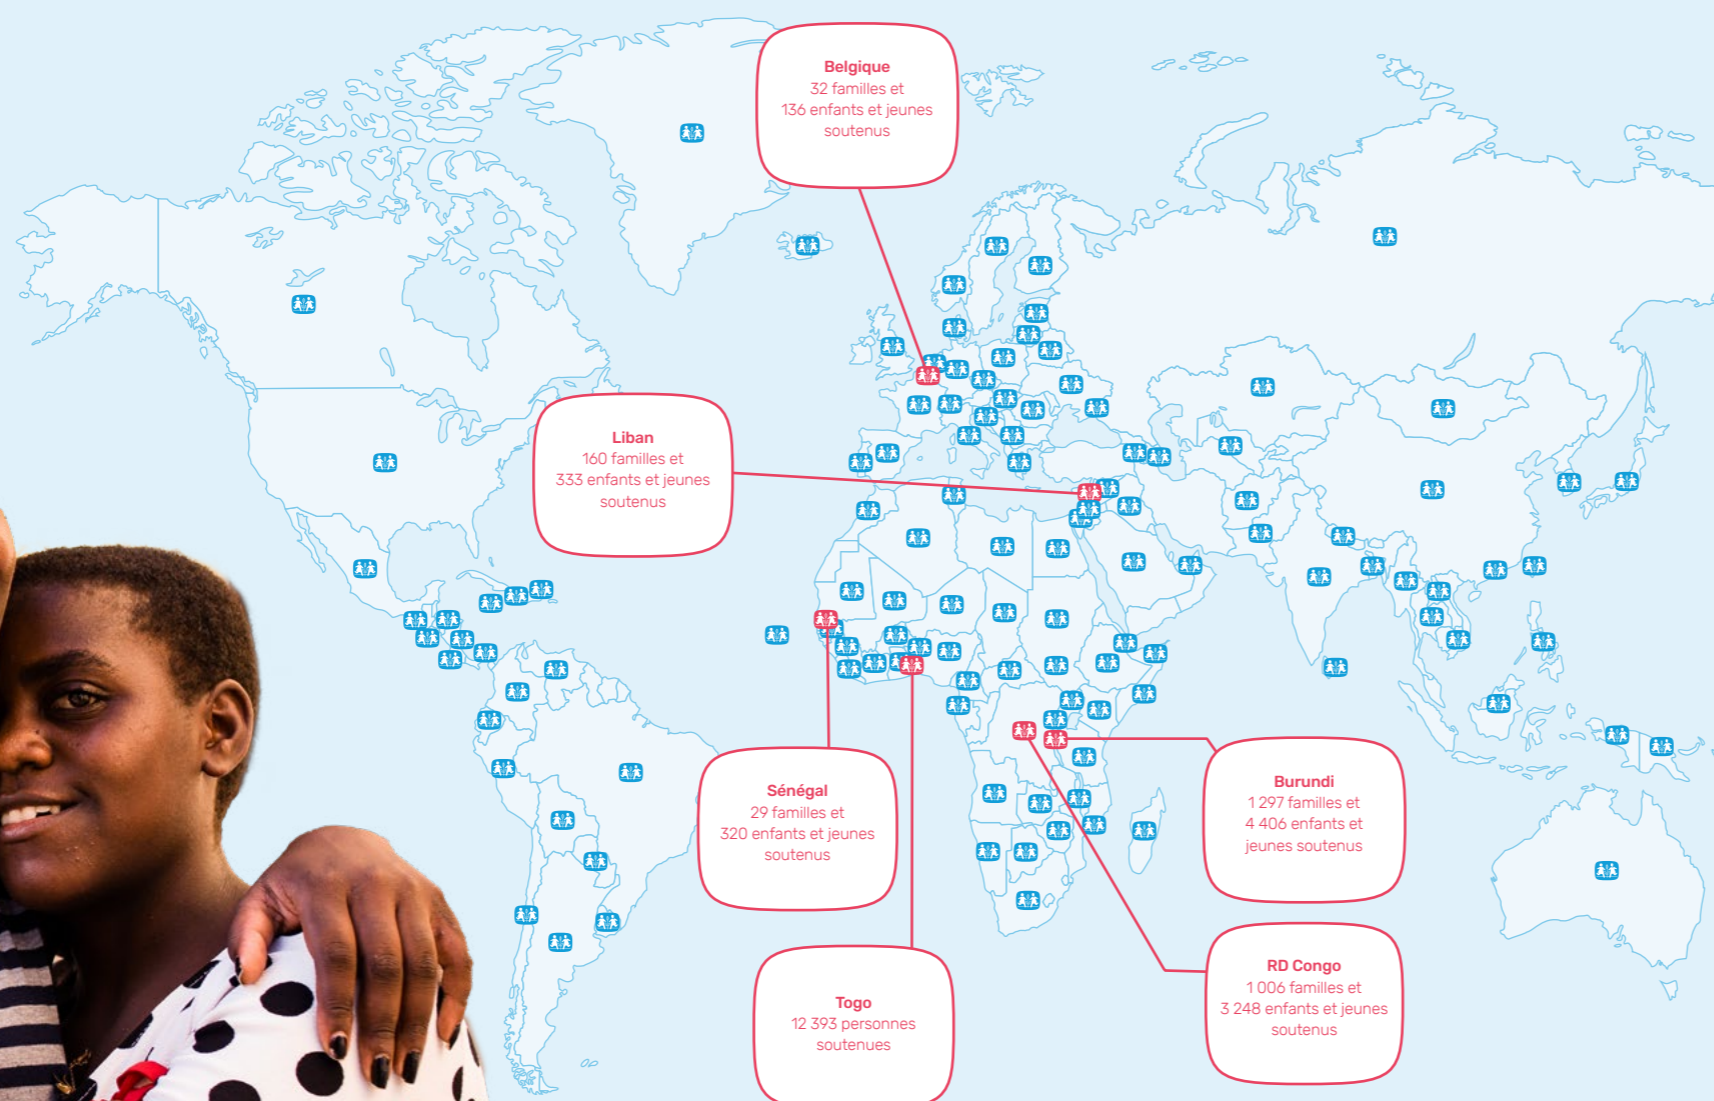 Belgique
32 familles et
136 enfants et jeunes
soutenus
Liban
160 familles et
333 enfants et jeunes
soutenus
Sénégal
29 familles et
320 enfants et jeunes
soutenus
Togo
12 393 personnes
soutenues
Burundi
1 297 familles et
4 406 enfants et
jeunes soutenus
RD Congo
1 006 familles et
3 248 enfants et jeunes
soutenus